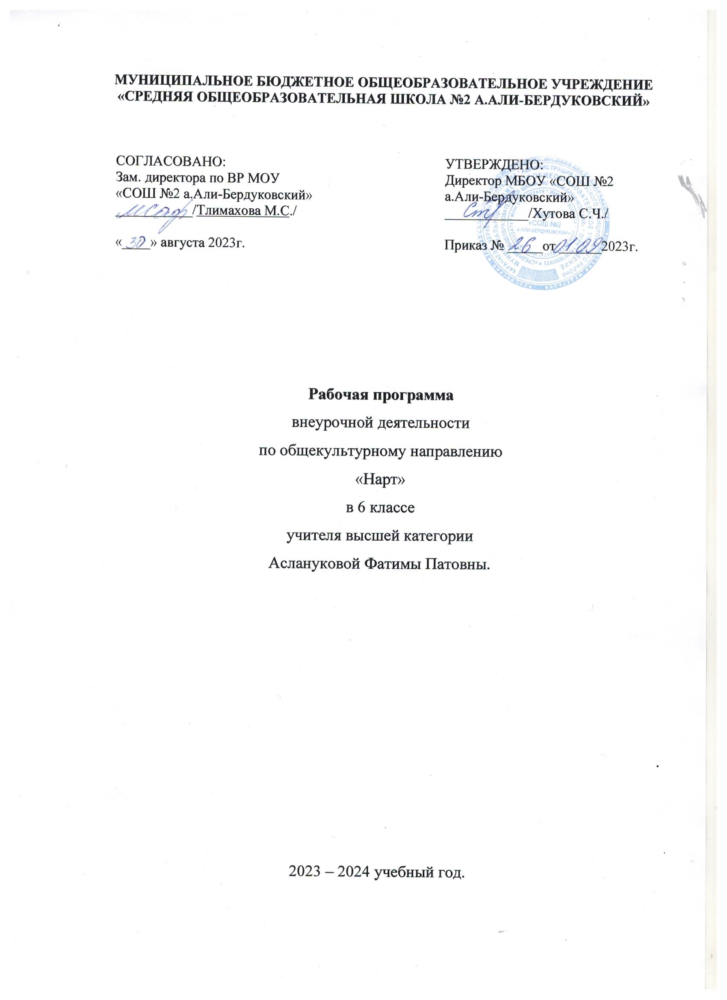 МУНИЦИПАЛЬНОЕ БЮДЖЕТНОЕ ОБЩЕОБРАЗОВАТЕЛЬНОЕ УЧРЕЖДЕНИЕ
«СРЕДНЯЯ ОБЩЕОБРАЗОВАТЕЛЬНАЯ ШКОЛА №2 А.АЛИ-БЕРДУКОВСКИЙ»
СОГЛАСОВАНО:
Зам. директора по ВР МОУ
«СОШ №2 а.Али-Бердуковский»
/Тлимахова М.С./
«30» августа 2023г.
УТВЕРЖДЕНО:
Директор МБОУ «СОШ №2
а.Али-Бердуковский»
/Хутова С.Ч./
Приказ № 26 от 01 09 2023г.
«СОШ №2
а.АЛИ-БЕРДУКОВСКИЙ»
Рабочая программа
внеурочной деятельности
по общекультурному направлению
«Нарт»
в 6 классе
учителя высшей категории
Аслануковой Фатимы Патовны.
2023 – 2024 учебный год.